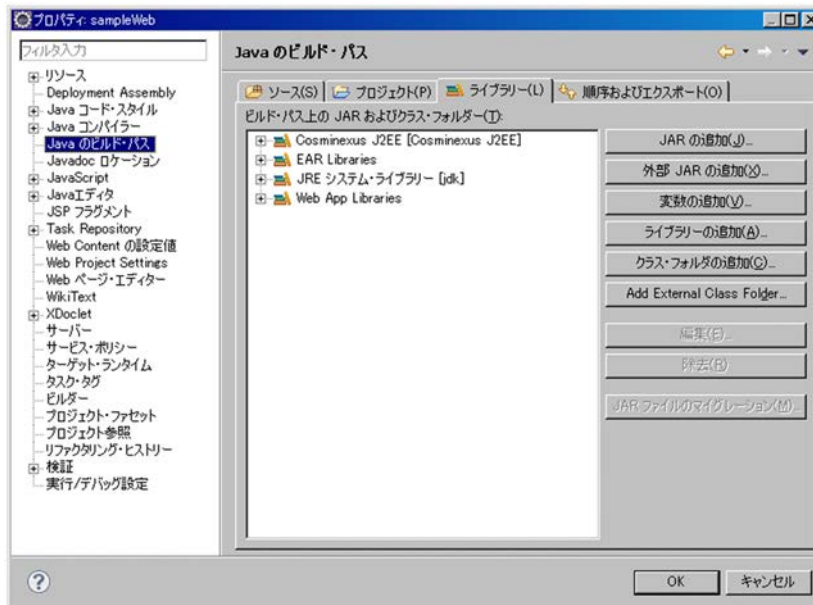 プロパティ: sampleWeb
フィルタ入力
リソース
Deployment Assembly
Java コード・スタイル
Java コンパイラー
Java のビルド・パス
Javadoc ロケーション
JavaScript
Javaエディタ
JSP フラグメント
Task Repository
Web Content の設定値
Web Project Settings
Web ページ・エディター
WikiText
XDoclet
サーバー
サービス・ポリシー
ターゲット・ランタイム
タスク・タグ
ビルダー
プロジェクト・ファセット
プロジェクト参照
リファクタリング・ヒストリー
検証
実行/デバッグ設定
Java のビルド・パス
ソース(S) プロジェクト(P) ライブラリー(L) 順序およびエクスポート(O)
ビルド・パス上の JAR およびクラス・フォルダー(T):
Cosminexus J2EE [Cosminexus J2EE]
EAR Libraries
JRE システム・ライブラリー [jdk]
Web App Libraries
JAR の追加(J)...
外部 JAR の追加(X)...
変数の追加(V)...
ライブラリーの追加(A)...
クラス・フォルダの追加(C)...
Add External Class Folder...
編集(E)...
除去(R)
JAR ファイルのマイグレーション(M)...
OK キャンセル